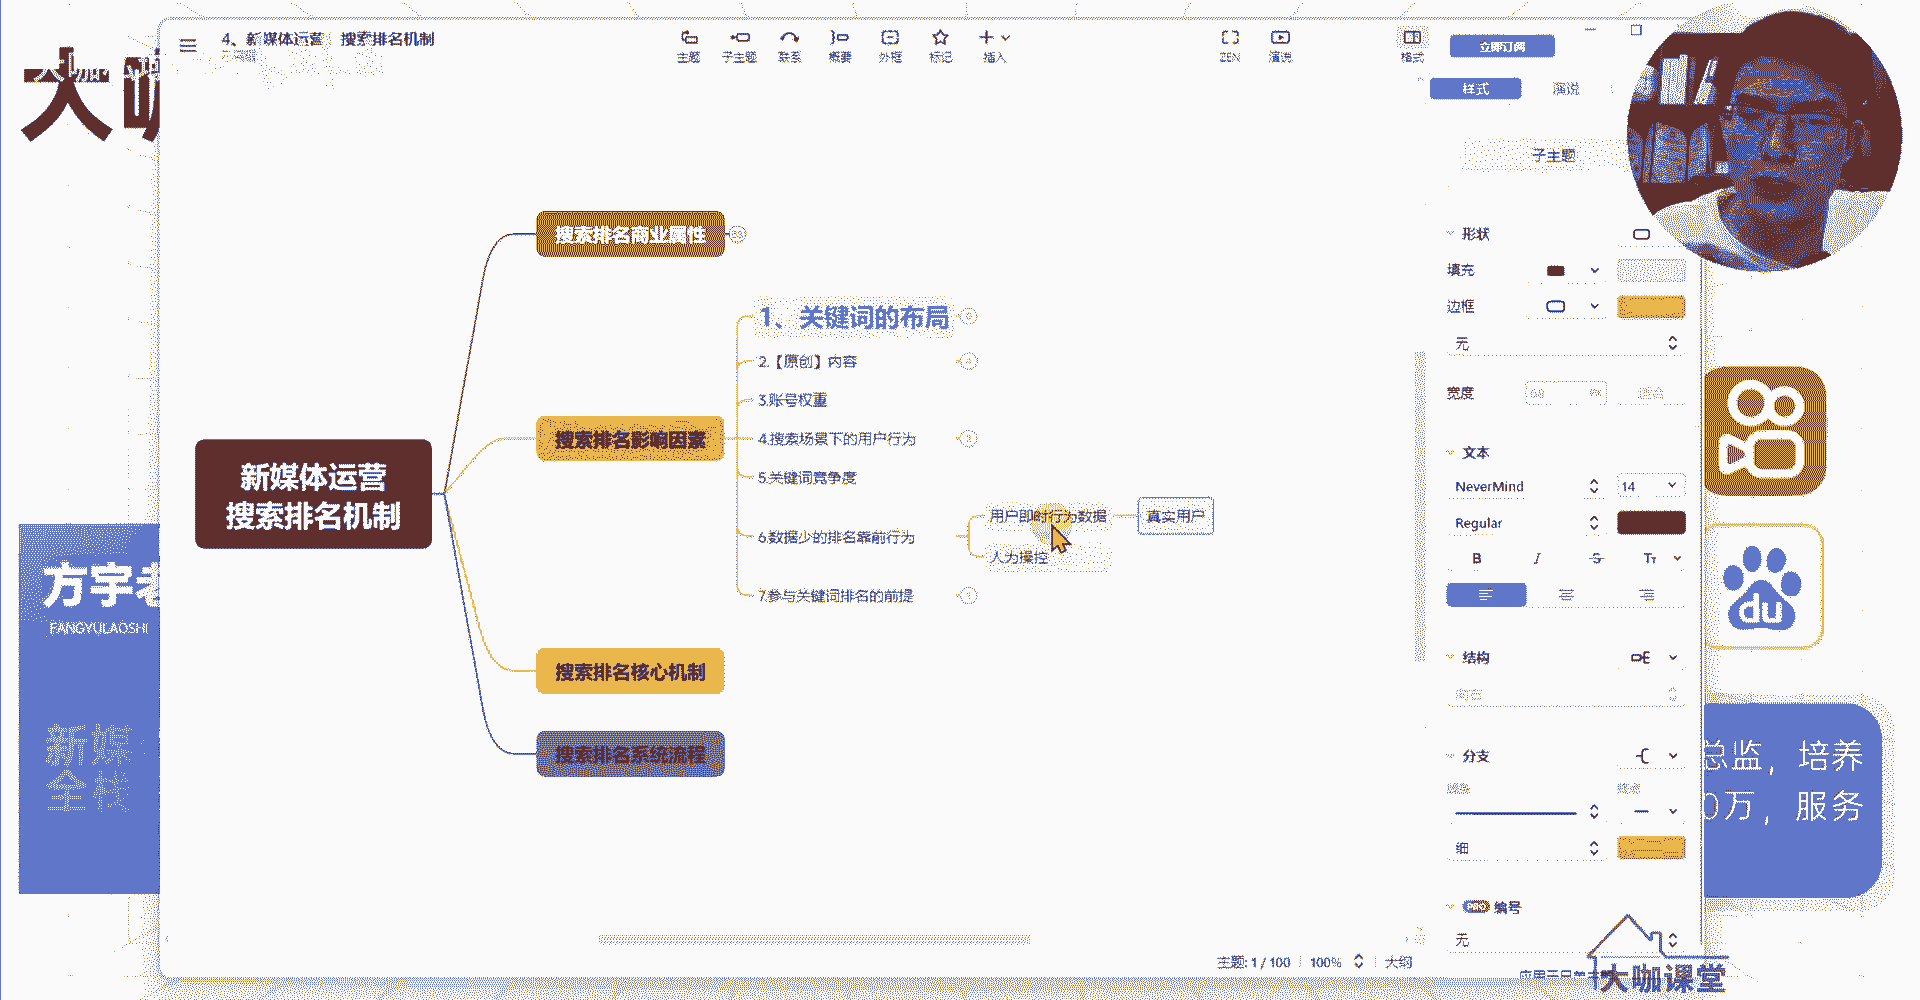 4、新媒体运营 搜索排名机制
主题
子主题
联系
概要
外框
标记
插入
ZEN
演说
格式
立即订阅
样式
演说
子主题
大咖
搜索排名商业属性
1、关键词的布局
2.【原创】内容
3.账号权重
4.搜索场景下的用户行为
5.关键词竞争度
6.数据少的排名靠前行为
7.参与关键词排名的前提
用户即时行为数据
真实用户
人为操控
搜索排名影响因素
新媒体运营
搜索排名机制
搜索排名核心机制
搜索排名系统流程
形状
填充
边框
无
宽度
文本
NeverMind
14
Regular
B
I
S
Tт
结构
分支
细
PRO 编号
无
主题: 1 / 100
100%
大纲
方宇老
FANGYULAOSHI
新媒
全栈
du
总监，培养
0万，服务
大咖课堂